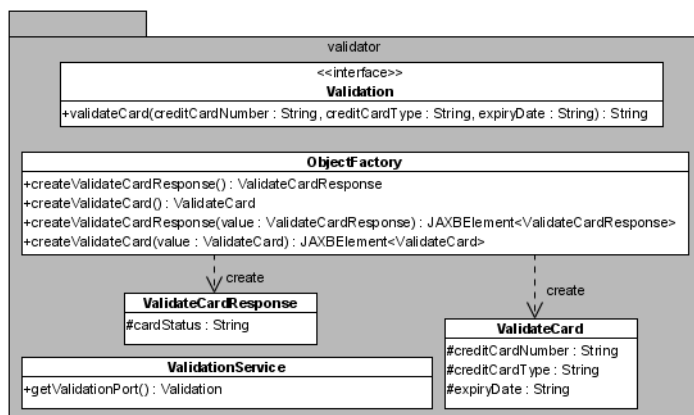 validator
<<interface>>
Validation
+validateCard(creditCardNumber : String, creditCardType : String, expiryDate : String) : String
ObjectFactory
+createValidateCardResponse() : ValidateCardResponse
+createValidateCard() : ValidateCard
+createValidateCardResponse(value : ValidateCardResponse) : JAXBElement<ValidateCardResponse>
+createValidateCard(value : ValidateCard) : JAXBElement<ValidateCard>
create
create
ValidateCardResponse
#cardStatus : String
ValidateCard
#creditCardNumber : String
#creditCardType : String
#expiryDate : String
ValidationService
+getValidationPort() : Validation